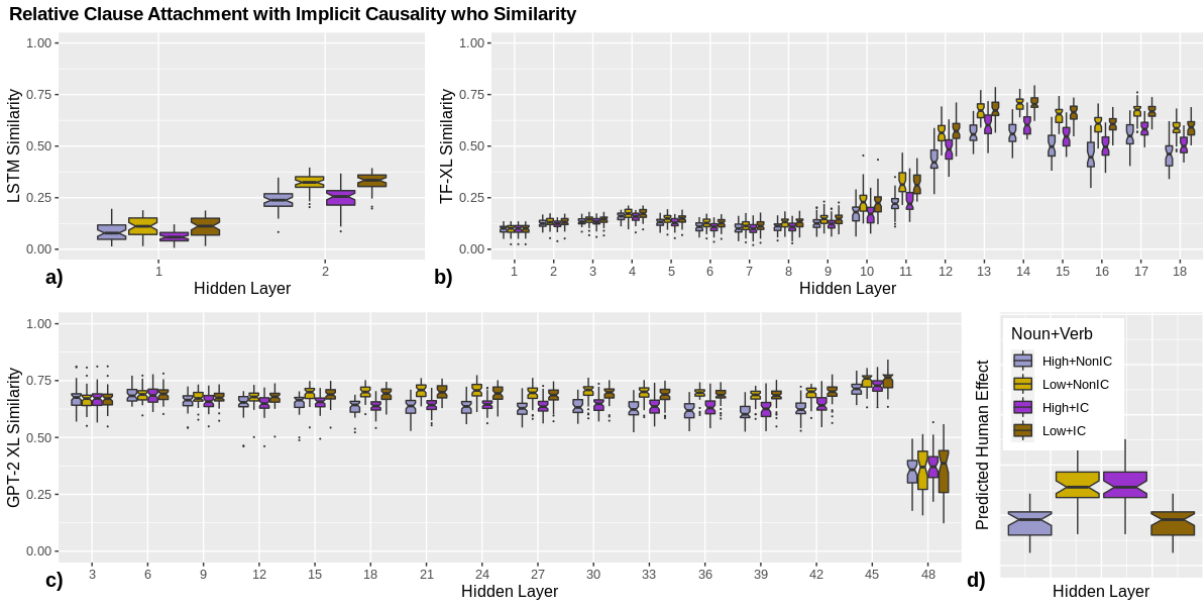 Relative Clause Attachment with Implicit Causality who Similarity
LSTM Similarity
1.00
0.75
0.50
0.25
0.00
1 2
Hidden Layer
a)
TF-XL Similarity
1.00
0.75
0.50
0.25
0.00
1 2 3 4 5 6 7 8 9 10 11 12 13 14 15 16 17 18
Hidden Layer
b)
GPT-2 XL Similarity
1.00
0.75
0.50
0.25
0.00
3 6 9 12 15 18 21 24 27 30 33 36 39 42 45 48
Hidden Layer
c)
Predicted Human Effect
Noun+Verb
High+NonIC
Low+NonIC
High+IC
Low+IC
Hidden Layer
d)